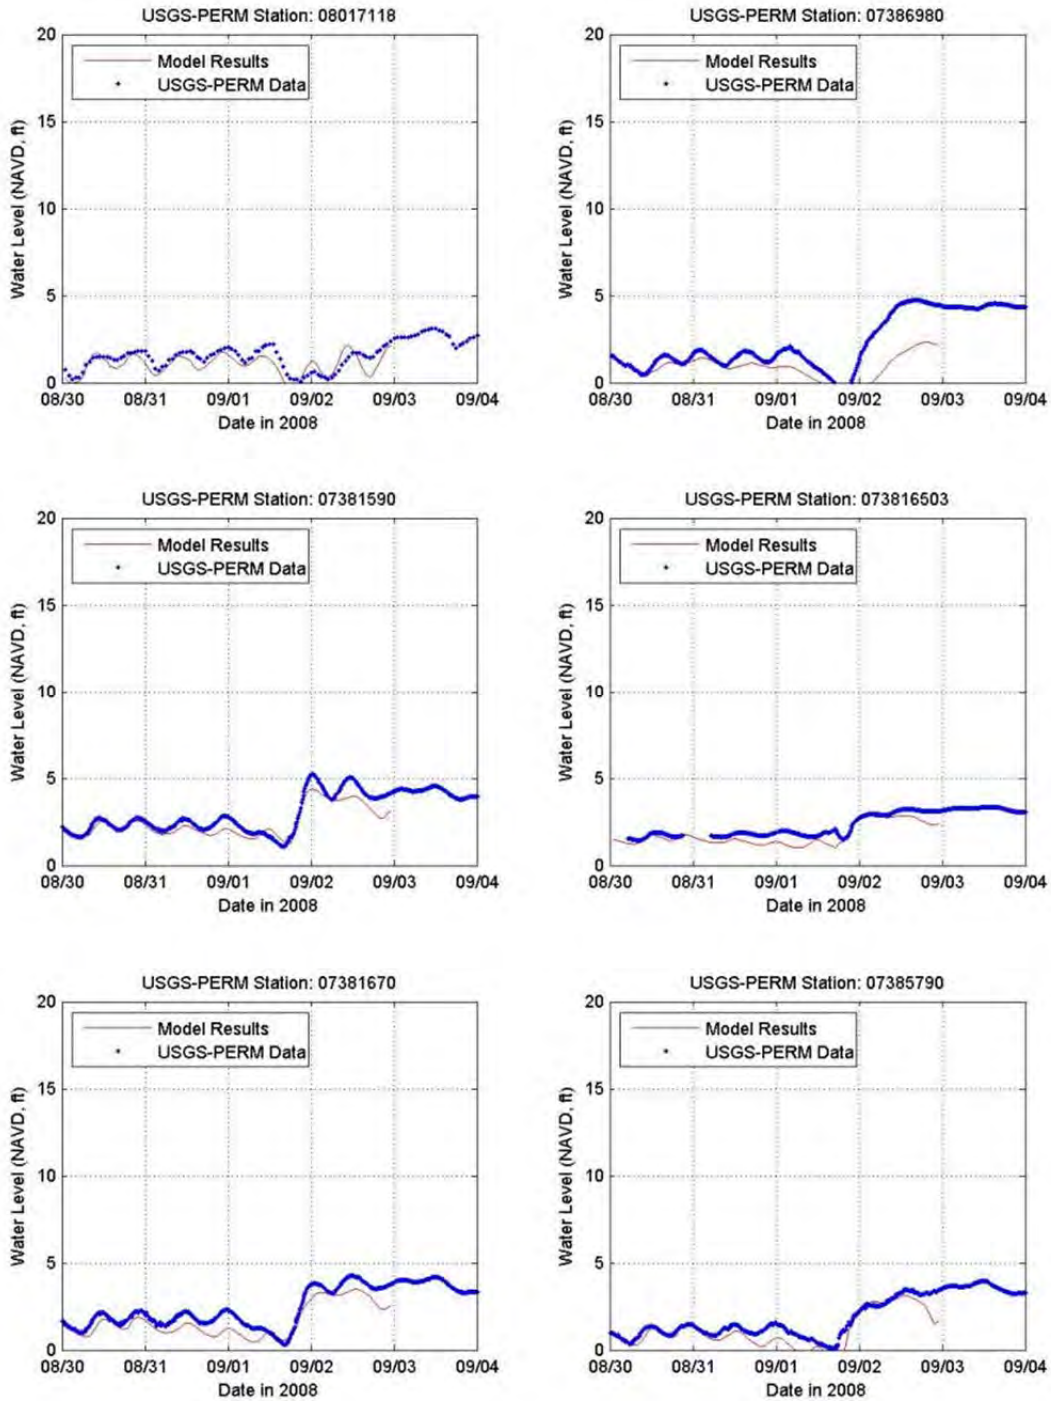 USGS-PERM Station: 08017118
20
15
10
5
0
Water Level (NAVD, ft)
Model Results
USGS-PERM Data
08/30
08/31
09/01
09/02
09/03
09/04
Date in 2008
USGS-PERM Station: 07386980
20
15
10
5
0
Water Level (NAVD, ft)
Model Results
USGS-PERM Data
08/30
08/31
09/01
09/02
09/03
09/04
Date in 2008
USGS-PERM Station: 07381590
20
15
10
5
0
Water Level (NAVD, ft)
Model Results
USGS-PERM Data
08/30
08/31
09/01
09/02
09/03
09/04
Date in 2008
USGS-PERM Station: 073816503
20
15
10
5
0
Water Level (NAVD, ft)
Model Results
USGS-PERM Data
08/30
08/31
09/01
09/02
09/03
09/04
Date in 2008
USGS-PERM Station: 07381670
20
15
10
5
0
Water Level (NAVD, ft)
Model Results
USGS-PERM Data
08/30
08/31
09/01
09/02
09/03
09/04
Date in 2008
USGS-PERM Station: 07385790
20
15
10
5
0
Water Level (NAVD, ft)
Model Results
USGS-PERM Data
08/30
08/31
09/01
09/02
09/03
09/04
Date in 2008